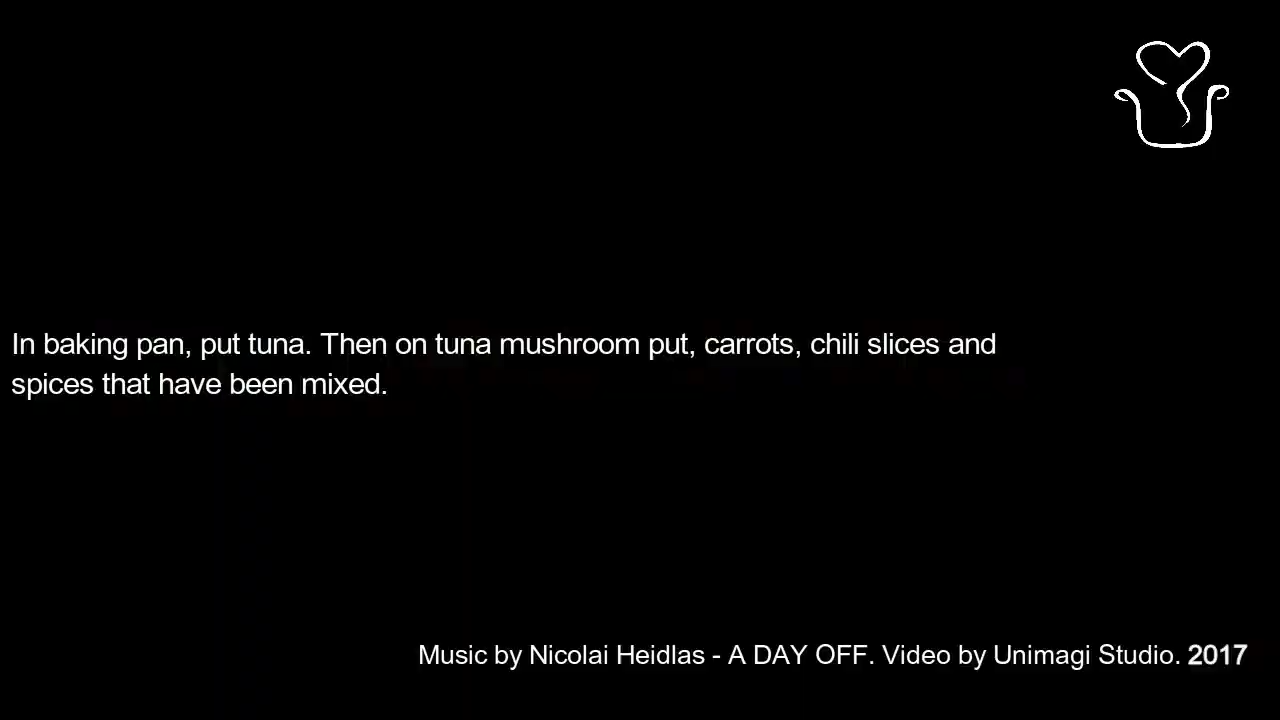 In baking pan, put tuna. Then on tuna mushroom put, carrots, chili slices and
spices that have been mixed.
Music by Nicolai Heidlas - A DAY OFF. Video by Unimagi Studio. 2017